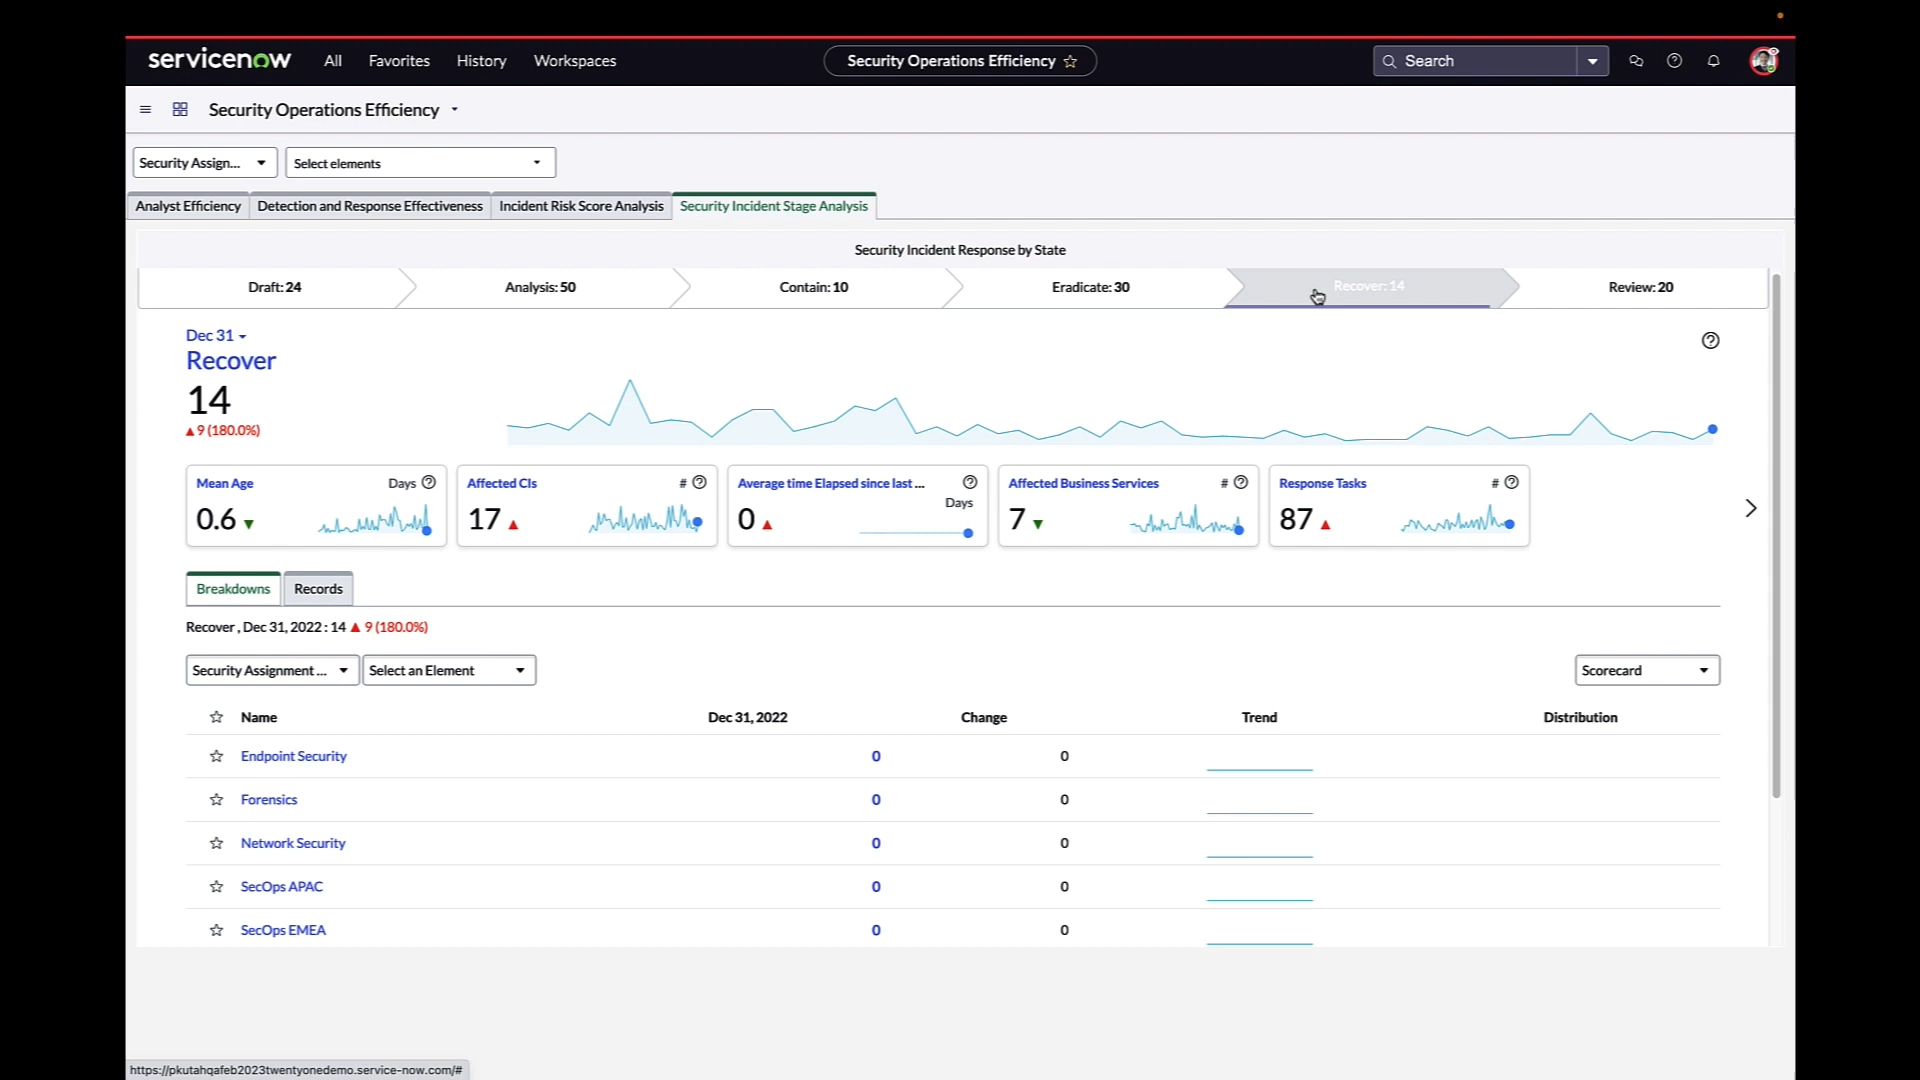 servicenow All Favorites History Workspaces Security Operations Efficiency Search
Security Operations Efficiency
Security Assign... Select elements
Analyst Efficiency Detection and Response Effectiveness Incident Risk Score Analysis Security Incident Stage Analysis
Security Incident Response by State
Draft: 24 Analysis: 50 Contain: 10 Eradicate: 30 Recover: 14 Review: 20
Dec 31
Recover
14
▲ 9 (180.0%)
Mean Age Days
0.6 ▼
Affected CIs #
17 ▲
Average time Elapsed since last ...
Days
0 ▲
Affected Business Services #
7 ▼
Response Tasks #
87 ▲
Breakdowns Records
Recover , Dec 31, 2022 : 14 ▲ 9 (180.0%)
Security Assignment ... Select an Element Scorecard
Name Dec 31, 2022 Change Trend Distribution
Endpoint Security 0 0
Forensics 0 0
Network Security 0 0
SecOps APAC 0 0
SecOps EMEA 0 0
https://pkutahqafeb2023twentyonedemo.service-now.com/#